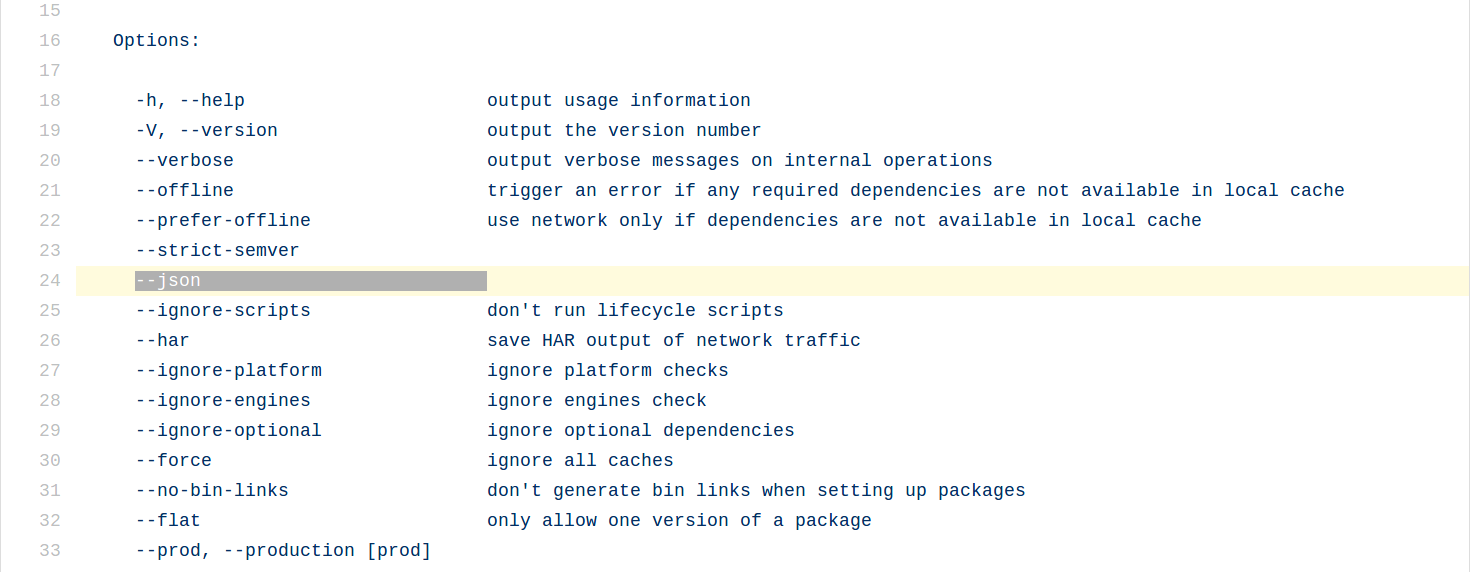 15
16 Options:
17
18 -h, --help output usage information
19 -V, --version output the version number
20 --verbose output verbose messages on internal operations
21 --offline trigger an error if any required dependencies are not available in local cache
22 --prefer-offline use network only if dependencies are not available in local cache
23 --strict-semver
24 --json
25 --ignore-scripts don't run lifecycle scripts
26 --har save HAR output of network traffic
27 --ignore-platform ignore platform checks
28 --ignore-engines ignore engines check
29 --ignore-optional ignore optional dependencies
30 --force ignore all caches
31 --no-bin-links don't generate bin links when setting up packages
32 --flat only allow one version of a package
33 --prod, --production [prod]